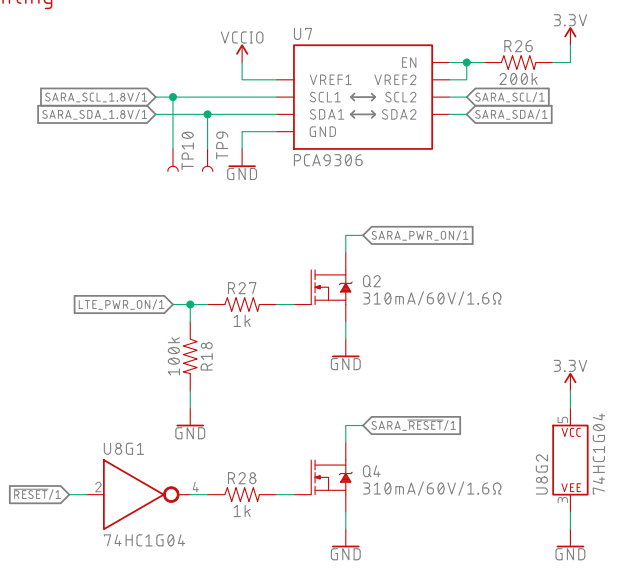 VCCIO
U7
3.3V
R26
200k
EN
VREF1
VREF2
SARA_SCL_1.8V/1
SCL1
SCL2
SARA_SCL/1
SARA_SDA_1.8V/1
SDA1
SDA2
SARA_SDA/1
GND
TP10
TP9
GND
PCA9306
SARA_PWR_ON/1
Q2
310mA/60V/1.6Ω
R27
LTE_PWR_ON/1
1k
100k
R18
GND
GND
3.3V
SARA_RESET/1
U8G1
5
VCC
R28
Q4
310mA/60V/1.6Ω
U8G2
74HC1G04
RESET/1
2
4
1k
VEE
3
74HC1G04
GND
GND